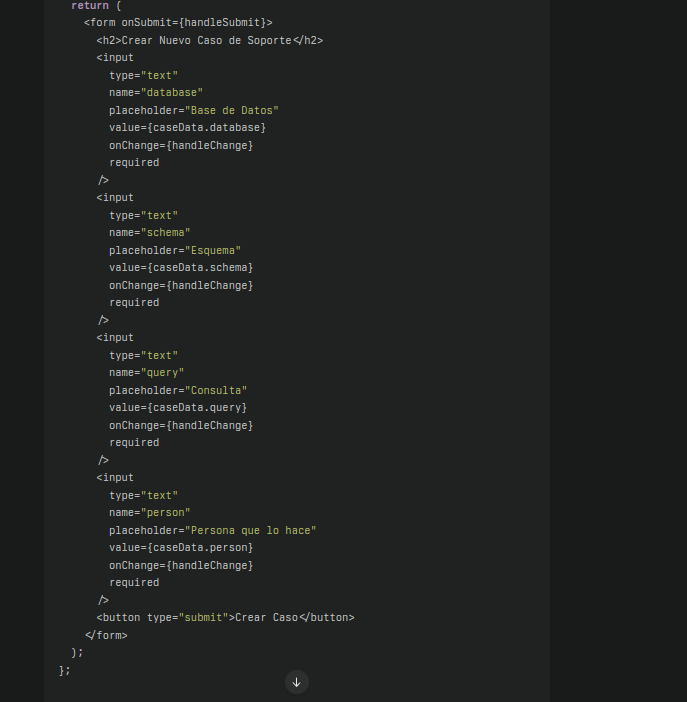 return (
<form onSubmit={handleSubmit}>
<h2>Crear Nuevo Caso de Soporte</h2>
<input
type="text"
name="database"
placeholder="Base de Datos"
value={caseData.database}
onChange={handleChange}
required
/>
<input
type="text"
name="schema"
placeholder="Esquema"
value={caseData.schema}
onChange={handleChange}
required
/>
<input
type="text"
name="query"
placeholder="Consulta"
value={caseData.query}
onChange={handleChange}
required
/>
<input
type="text"
name="person"
placeholder="Persona que lo hace"
value={caseData.person}
onChange={handleChange}
required
/>
<button type="submit">Crear Caso</button>
</form>
);
};